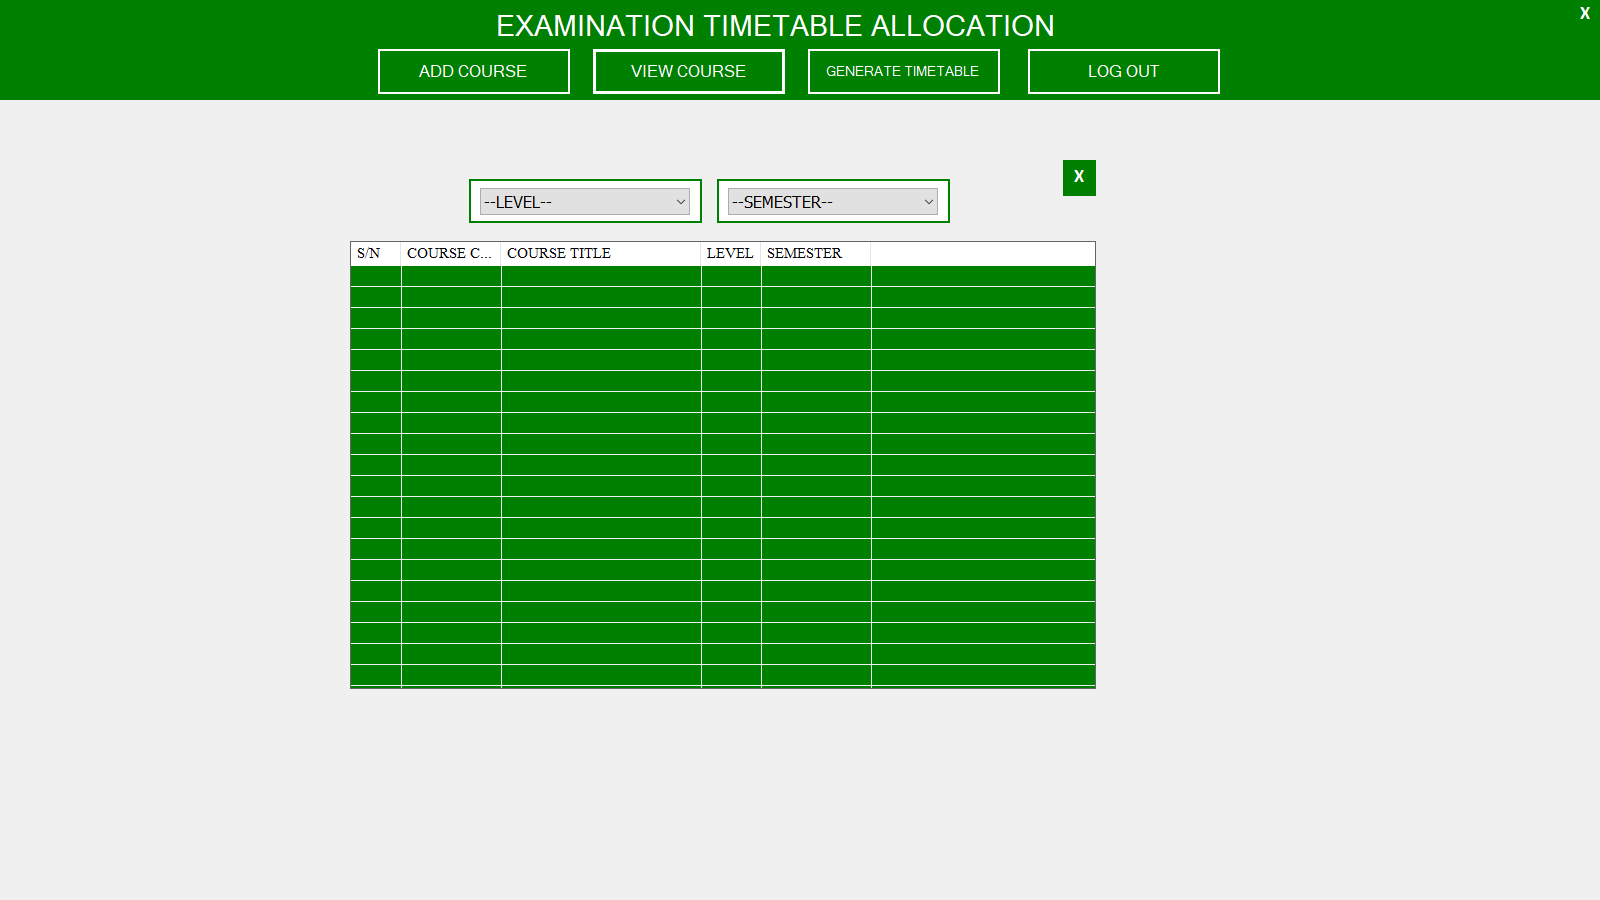 EXAMINATION TIMETABLE ALLOCATION
X
ADD COURSE
VIEW COURSE
GENERATE TIMETABLE
LOG OUT
X
--LEVEL--
--SEMESTER--
S/N COURSE C... COURSE TITLE LEVEL SEMESTER